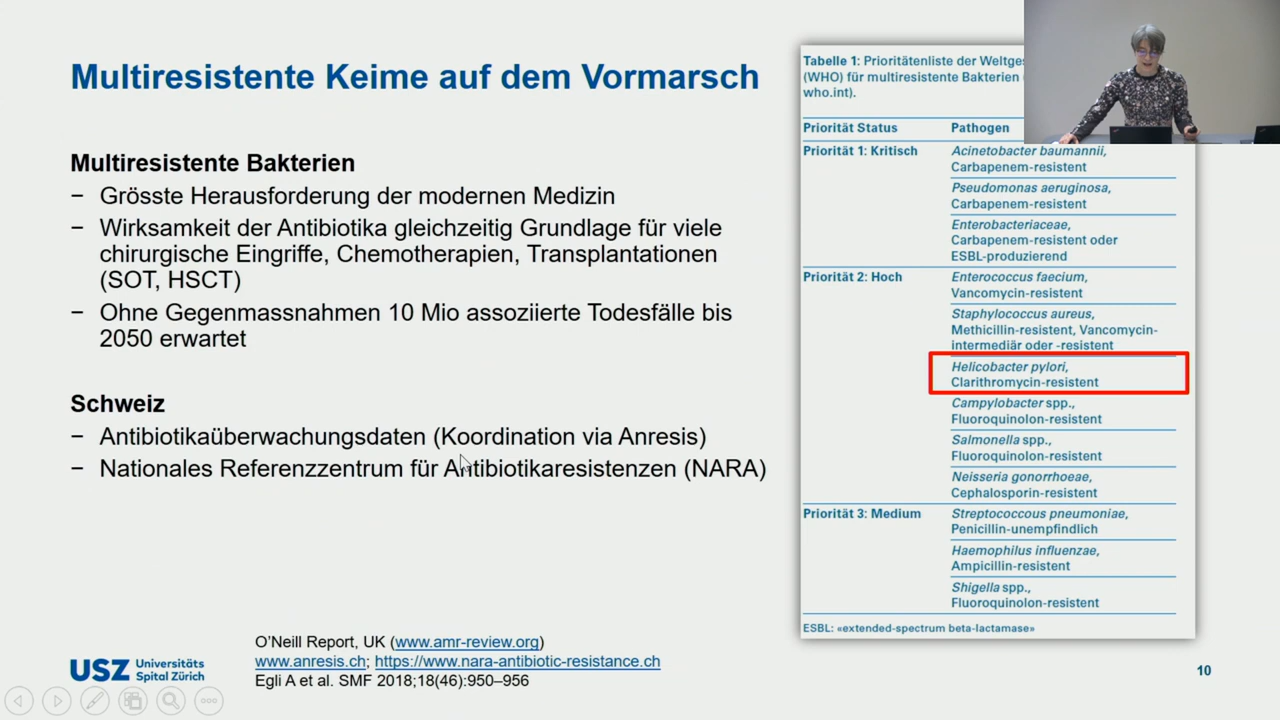 Multiresistente Keime auf dem Vormarsch
Multiresistente Bakterien
− Grösste Herausforderung der modernen Medizin
− Wirksamkeit der Antibiotika gleichzeitig Grundlage für viele
chirurgische Eingriffe, Chemotherapien, Transplantationen
(SOT, HSCT)
− Ohne Gegenmassnahmen 10 Mio assoziierte Todesfälle bis
2050 erwartet
Schweiz
− Antibiotikaüberwachungsdaten (Koordination via Anresis)
− Nationales Referenzzentrum für Antibiotikaresistenzen (NARA)
Tabelle 1: Prioritätenliste der Weltges
(WHO) für multiresistente Bakterien
who.int).
Priorität Status Pathogen
Priorität 1: Kritisch Acinetobacter baumannii,
Carbapenem-resistent
Pseudomonas aeruginosa,
Carbapenem-resistent
Enterobacteriaceae,
Carbapenem-resistent oder
ESBL-produzierend
Priorität 2: Hoch Enterococcus faecium,
Vancomycin-resistent
Staphylococcus aureus,
Methicillin-resistent, Vancomycin-
intermediär oder -resistent
Helicobacter pylori,
Clarithromycin-resistent
Campylobacter spp.,
Fluoroquinolon-resistent
Salmonella spp.,
Fluoroquinolon-resistent
Neisseria gonorrhoeae,
Cephalosporin-resistent
Priorität 3: Medium Streptococcous pneumoniae,
Penicillin-unempfindlich
Haemophilus influenzae,
Ampicillin-resistent
Shigella spp.,
Fluoroquinolon-resistent
ESBL: «extended-spectrum beta-lactamase»
O’Neill Report, UK (www.amr-review.org)
www.anresis.ch; https://www.nara-antibiotic-resistance.ch
Egli A et al. SMF 2018;18(46):950–956
USZ Universitäts
Spital Zürich
10